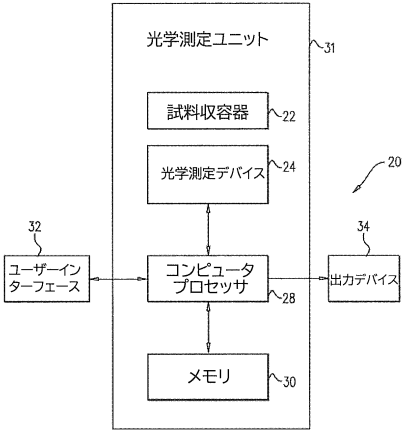 光学測定ユニット
31
試料収容器
22
光学測定デバイス
24
20
32
34
ユーザーイン
ターフェース
コンピュータ
プロセッサ
28
出力デバイス
メモリ
30